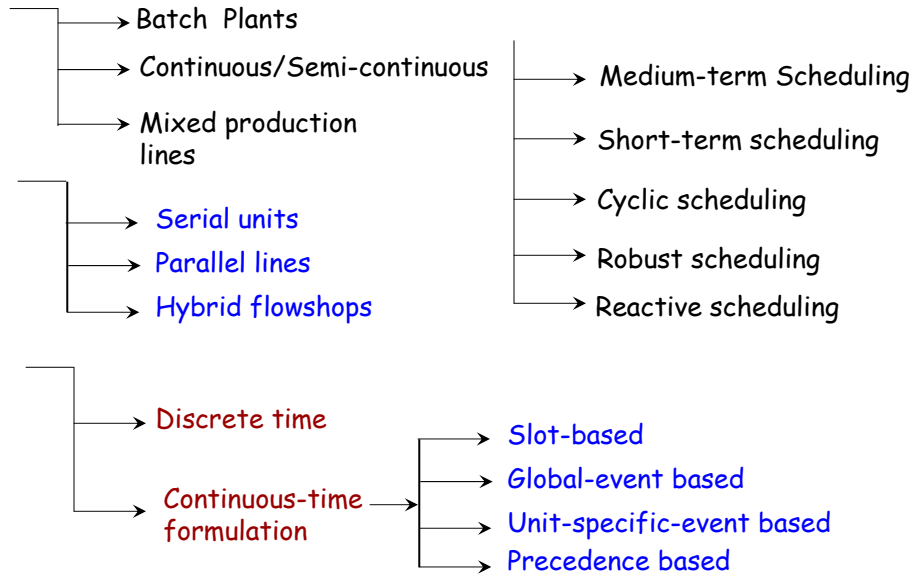 Batch Plants
Continuous/Semi-continuous
Mixed production
lines
Serial units
Parallel lines
Hybrid flowshops
Medium-term Scheduling
Short-term scheduling
Cyclic scheduling
Robust scheduling
Reactive scheduling
Discrete time
Continuous-time
formulation
Slot-based
Global-event based
Unit-specific-event based
Precedence based